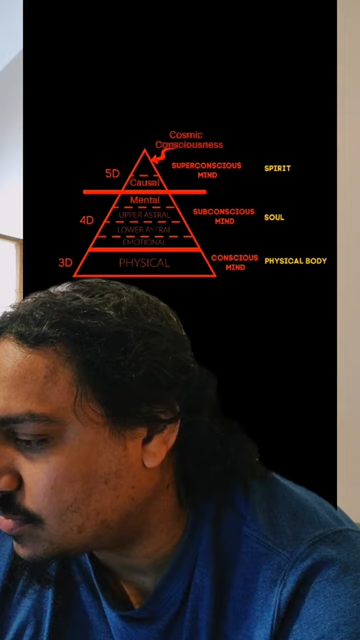 Cosmic
Consciousness
5D
SUPERCONSCIOUS
MIND
SPIRIT
Causal
Mental
4D
UPPER ASTRAL
SUBCONSCIOUS
MIND
SOUL
LOWER ASTRAL
EMOTIONAL
3D
PHYSICAL
CONSCIOUS
MIND
PHYSICAL BODY